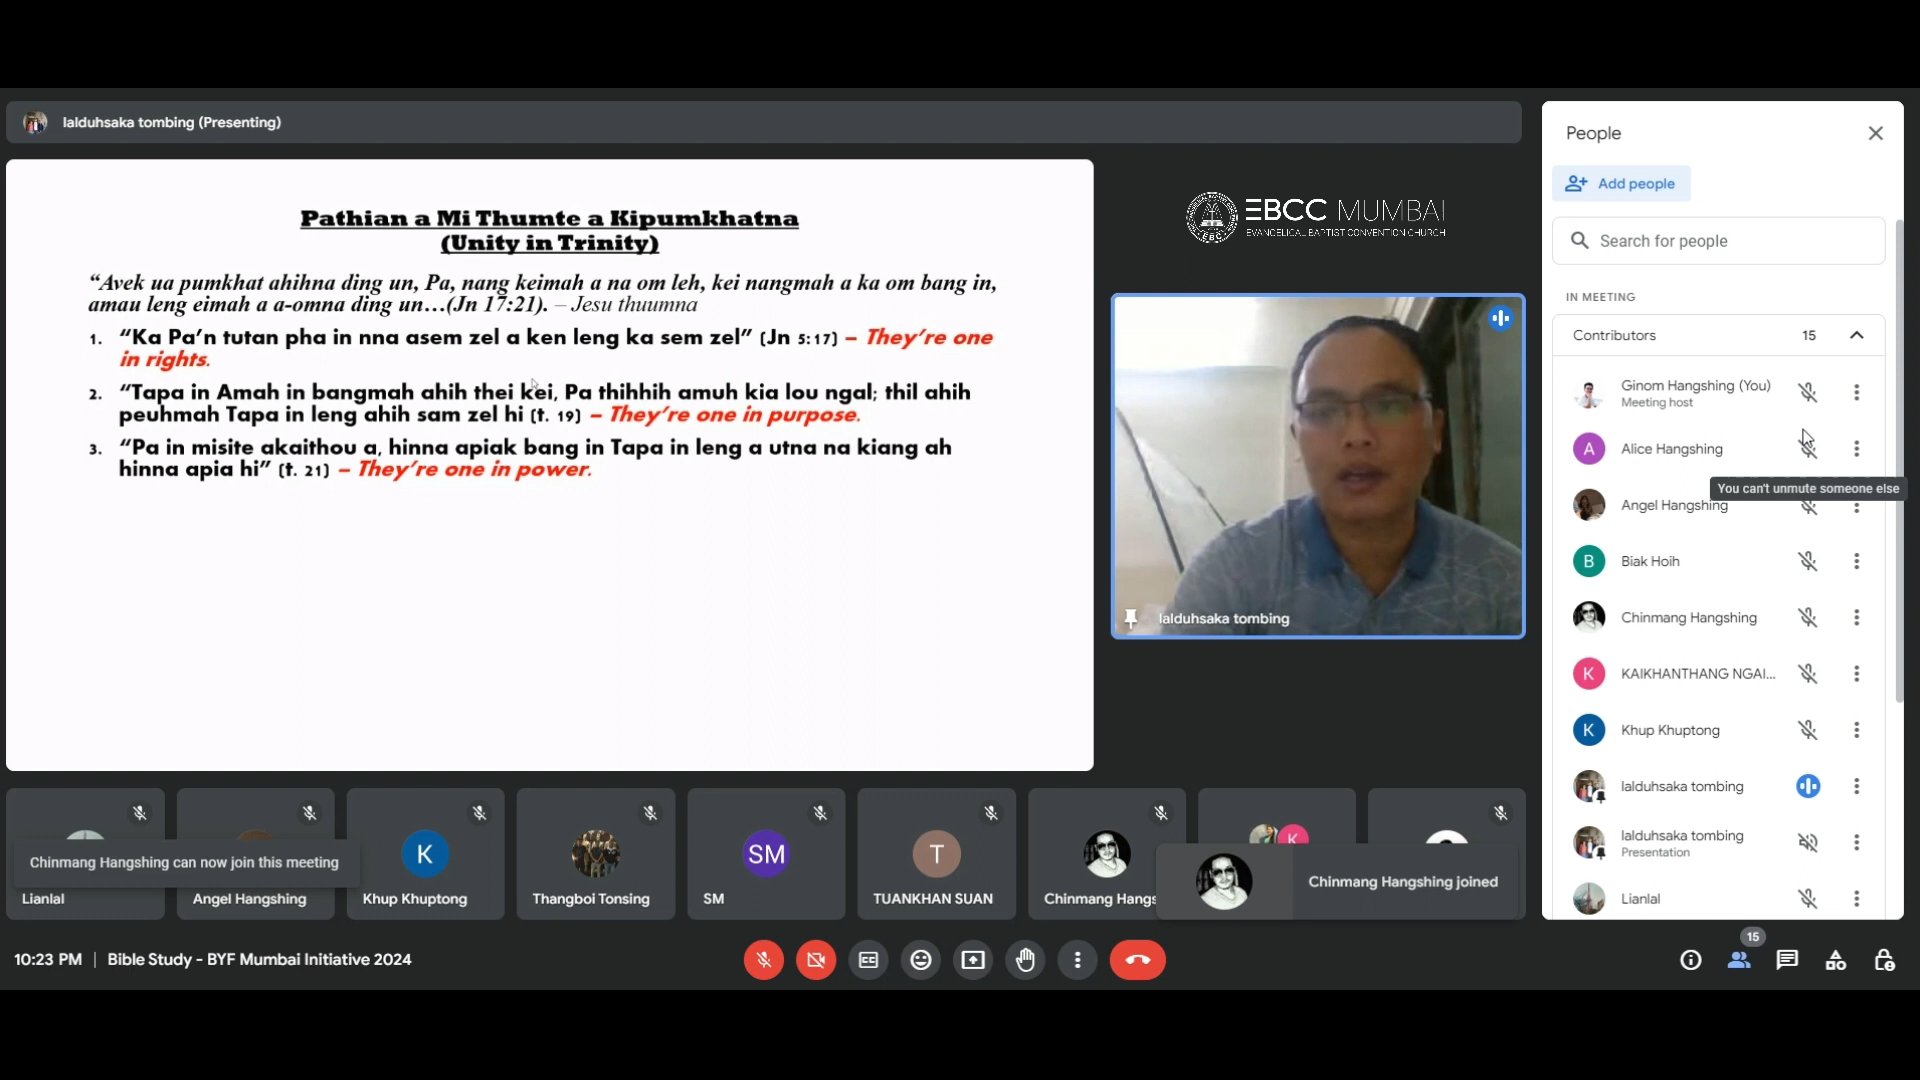 lalduhsaka tombing (Presenting)
Pathian a Mi Thumte a Kipumkhatna
(Unity in Trinity)
“Avek ua pumkhat ahihna ding un, Pa, nang keimah a na om leh, kei nangmah a ka om bang in,
amau leng eimah a a-omna ding un…(Jn 17:21). – Jesu thuumna
1. “Ka Pa’n tutan pha in nna asem zel a ken leng ka sem zel” (Jn 5:17) – They’re one
in rights.
2. “Tapa in Amah in bangmah ahih thei kei, Pa thihhih amuh kia lou ngal; thil ahih
peuhmah Tapa in leng ahih sam zel hi (t. 19) – They’re one in purpose.
3. “Pa in misite akaithou a, hinna apiak bang in Tapa in leng a utna na kiang ah
hinna apia hi” (t. 21) – They’re one in power.
EBCC MUMBAI
EVANGELICAL BAPTIST CONVENTION CHURCH
EBC
lalduhsaka tombing
People
Add people
Search for people
IN MEETING
Contributors 15
Ginom Hangshing (You)
Meeting host
A Alice Hangshing
You can't unmute someone else
Angel Hangshing
B Biak Hoih
Chinmang Hangshing
K KAIKHANTHANG NGAI...
K Khup Khuptong
lalduhsaka tombing
lalduhsaka tombing
Presentation
Lianlal
Chinmang Hangshing can now join this meeting
Lianlal
Angel Hangshing
K
Khup Khuptong
Thangboi Tonsing
SM
SM
T
TUANKHAN SUAN
Chinmang Hangs
K
Chinmang Hangshing joined
10:23 PM | Bible Study - BYF Mumbai Initiative 2024
CC
15